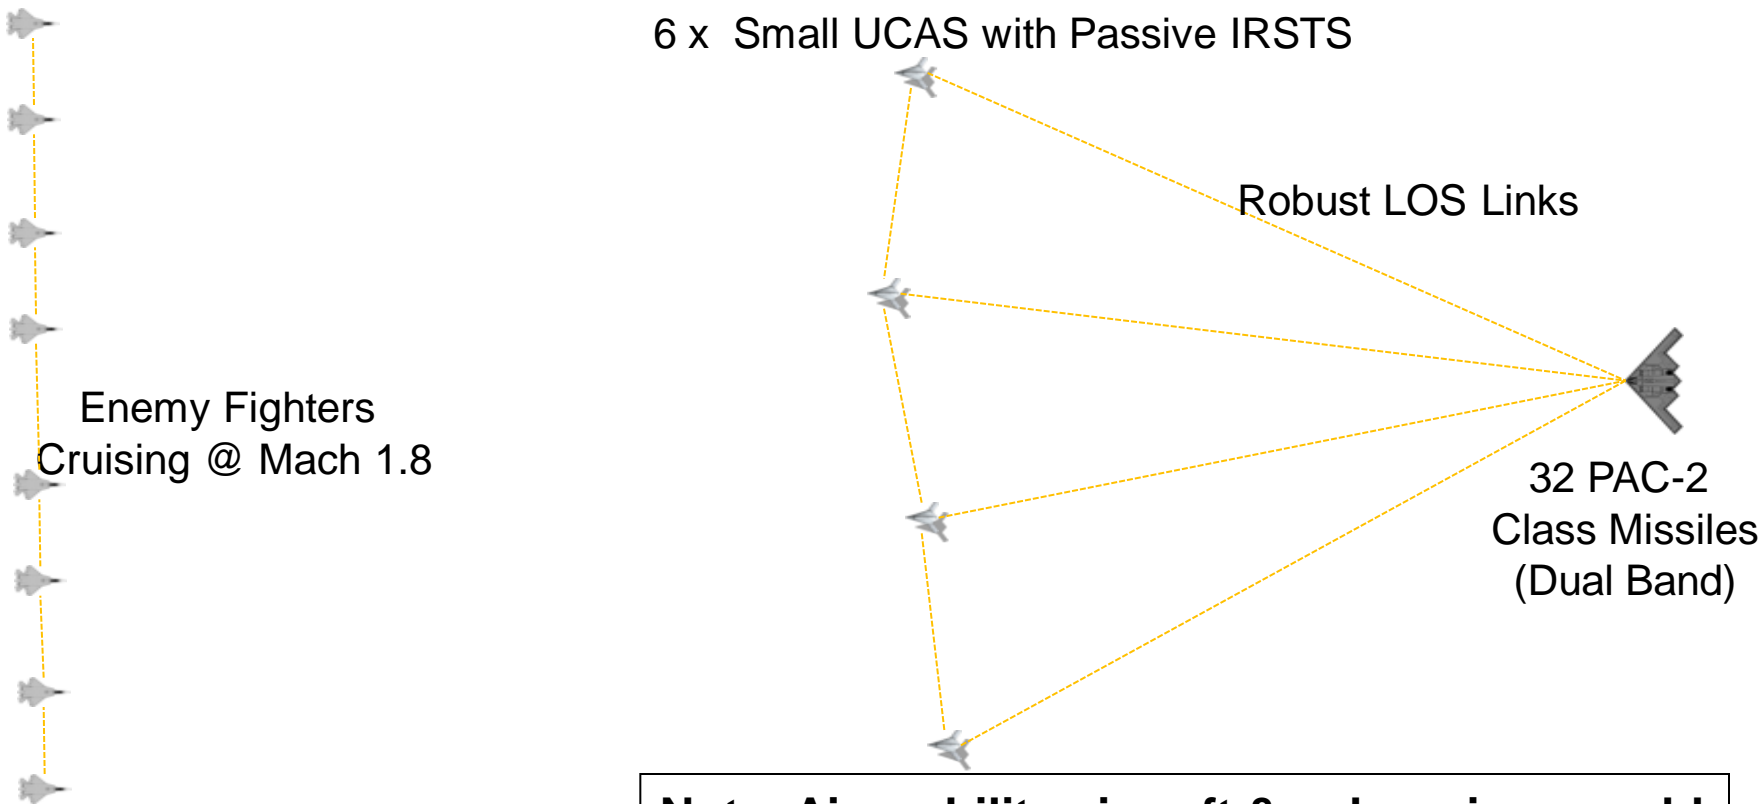 6 x Small UCAS with Passive IRSTS
Robust LOS Links
Enemy Fighters
Cruising @ Mach 1.8
32 PAC-2
Class Missiles
(Dual Band)